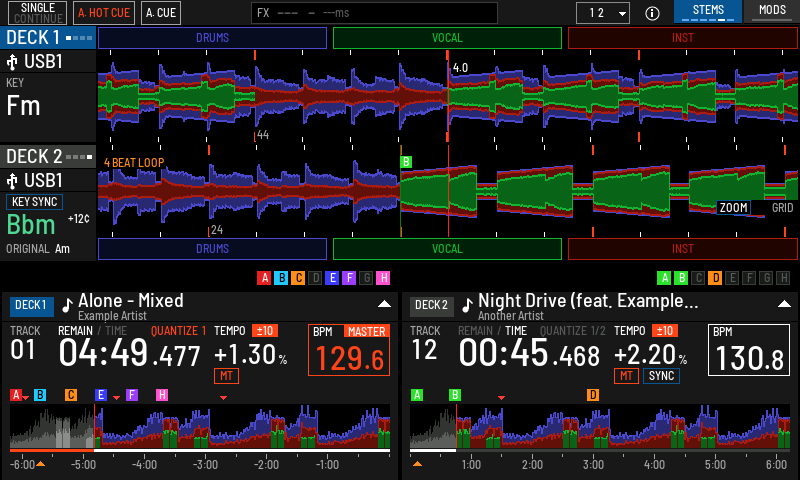 SINGLE
CONTINUE
A. HOT CUE
A. CUE
FX --- - ---ms
1 2
STEMS
MODS
DECK 1
DRUMS
VOCAL
INST
USB1
4.0
KEY
Fm
44
DECK 2
4 BEAT LOOP
B
USB1
KEY SYNC
Bbm
+12¢
ZOOM
GRID
24
ORIGINAL Am
DRUMS
VOCAL
INST
A B C D E F G H
A B C D E F G H
DECK 1
Alone - Mixed
Example Artist
TRACK
01
REMAIN / TIME
QUANTIZE 1
04:49.477
TEMPO ±10
+1.30%
MT
BPM MASTER
129.6
A B C E F H
-6:00 -5:00 -4:00 -3:00 -2:00 -1:00
DECK 2
Night Drive (feat. Example...
Another Artist
TRACK
12
REMAIN / TIME
QUANTIZE 1/2
00:45.468
TEMPO ±10
+2.20%
MT SYNC
BPM
130.8
A B D
1:00 2:00 3:00 4:00 5:00 6:00